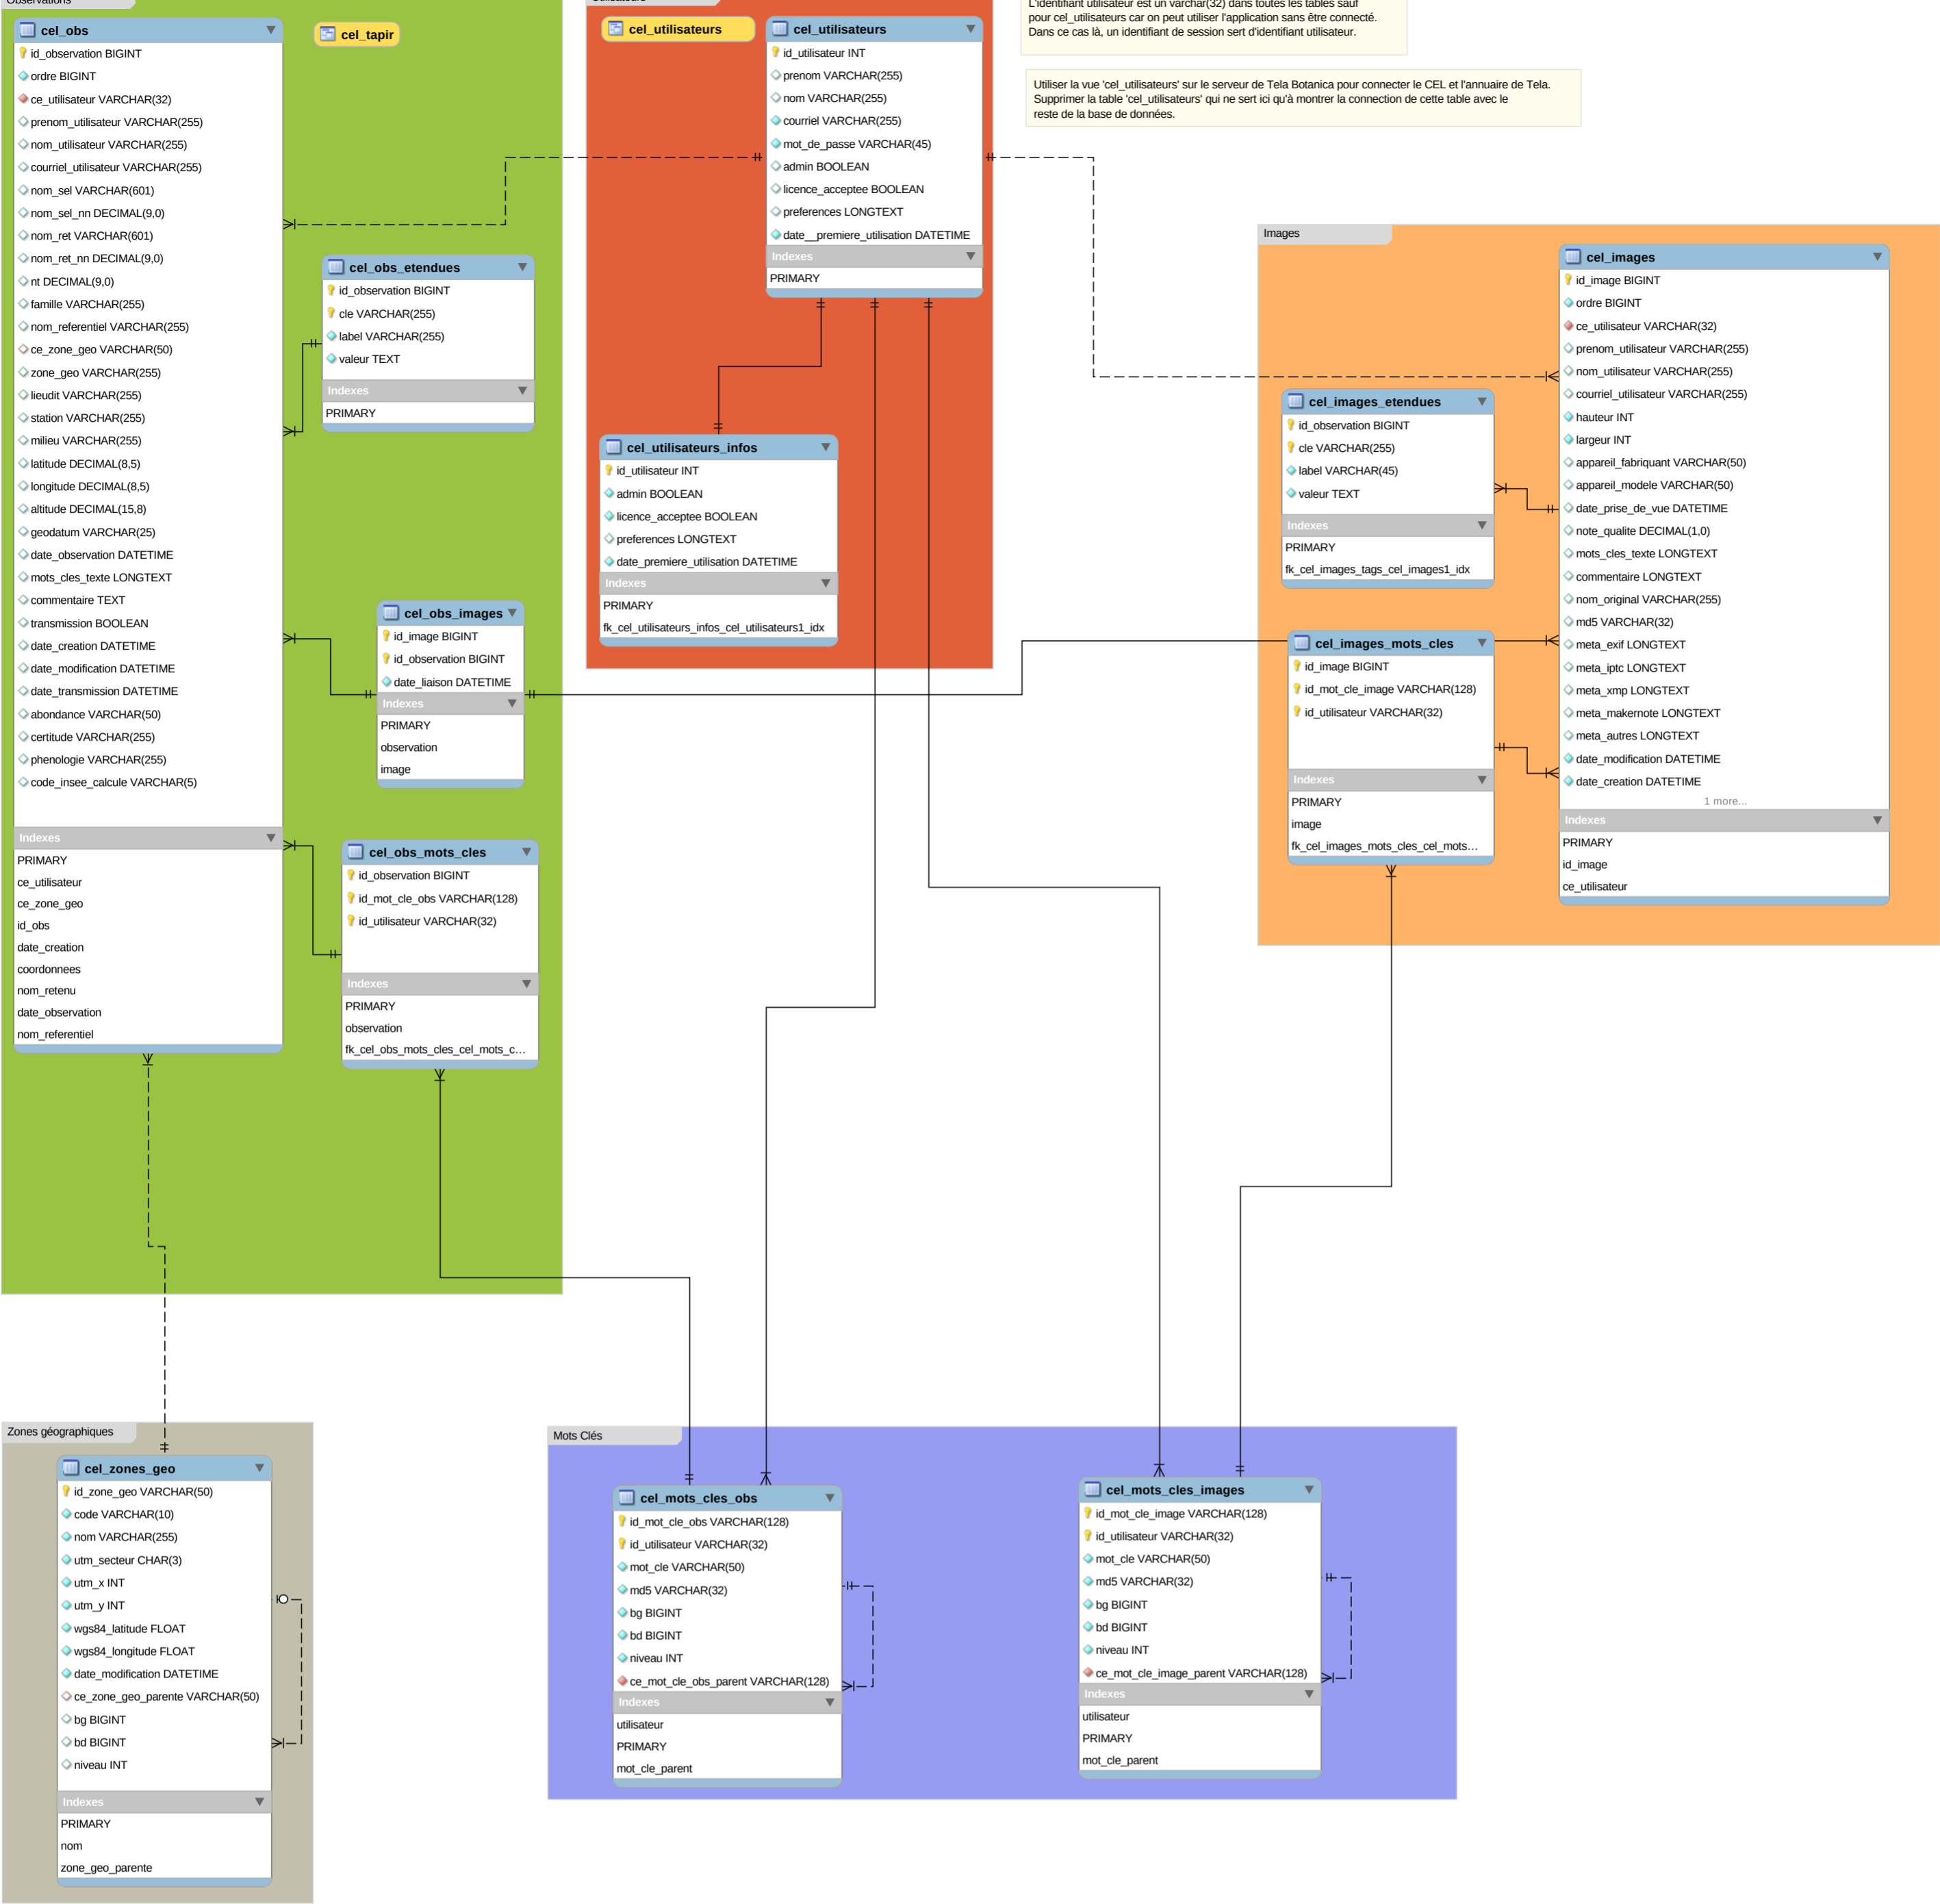 Observations
cel_obs
id_observation BIGINT
ordre BIGINT
ce_utilisateur VARCHAR(32)
prenom_utilisateur VARCHAR(255)
nom_utilisateur VARCHAR(255)
courriel_utilisateur VARCHAR(255)
nom_sel VARCHAR(601)
nom_sel_nn DECIMAL(9,0)
nom_ret VARCHAR(601)
nom_ret_nn DECIMAL(9,0)
nt DECIMAL(9,0)
famille VARCHAR(255)
nom_referentiel VARCHAR(255)
ce_zone_geo VARCHAR(50)
zone_geo VARCHAR(255)
lieudit VARCHAR(255)
station VARCHAR(255)
milieu VARCHAR(255)
latitude DECIMAL(8,5)
longitude DECIMAL(8,5)
altitude DECIMAL(15,8)
geodatum VARCHAR(25)
date_observation DATETIME
mots_cles_texte LONGTEXT
commentaire TEXT
transmission BOOLEAN
date_creation DATETIME
date_modification DATETIME
date_transmission DATETIME
abondance VARCHAR(50)
certitude VARCHAR(255)
phenologie VARCHAR(255)
code_insee_calcule VARCHAR(5)
Indexes
PRIMARY
ce_utilisateur
ce_zone_geo
id_obs
date_creation
coordonnees
nom_retenu
date_observation
nom_referentiel
cel_tapir
cel_obs_etendues
id_observation BIGINT
cle VARCHAR(255)
label VARCHAR(255)
valeur TEXT
Indexes
PRIMARY
cel_obs_images
id_image BIGINT
id_observation BIGINT
date_liaison DATETIME
Indexes
PRIMARY
observation
image
cel_obs_mots_cles
id_observation BIGINT
id_mot_cle_obs VARCHAR(128)
id_utilisateur VARCHAR(32)
Indexes
PRIMARY
observation
fk_cel_obs_mots_cles_cel_mots_c...
cel_utilisateurs
cel_utilisateurs
id_utilisateur INT
prenom VARCHAR(255)
nom VARCHAR(255)
courriel VARCHAR(255)
mot_de_passe VARCHAR(45)
admin BOOLEAN
licence_acceptee BOOLEAN
preferences LONGTEXT
date__premiere_utilisation DATETIME
Indexes
PRIMARY
cel_utilisateurs_infos
id_utilisateur INT
admin BOOLEAN
licence_acceptee BOOLEAN
preferences LONGTEXT
date_premiere_utilisation DATETIME
Indexes
PRIMARY
fk_cel_utilisateurs_infos_cel_utilisateurs1_idx
L'identifiant utilisateur est un varchar(32) dans toutes les tables sauf
pour cel_utilisateurs car on peut utiliser l'application sans être connecté.
Dans ce cas là, un identifiant de session sert d'identifiant utilisateur.
Utiliser la vue 'cel_utilisateurs' sur le serveur de Tela Botanica pour connecter le CEL et l'annuaire de Tela.
Supprimer la table 'cel_utilisateurs' qui ne sert ici qu'à montrer la connection de cette table avec le
reste de la base de données.
Images
cel_images
id_image BIGINT
ordre BIGINT
ce_utilisateur VARCHAR(32)
prenom_utilisateur VARCHAR(255)
nom_utilisateur VARCHAR(255)
courriel_utilisateur VARCHAR(255)
hauteur INT
largeur INT
appareil_fabriquant VARCHAR(50)
appareil_modele VARCHAR(50)
date_prise_de_vue DATETIME
note_qualite DECIMAL(1,0)
mots_cles_texte LONGTEXT
commentaire LONGTEXT
nom_original VARCHAR(255)
md5 VARCHAR(32)
meta_exif LONGTEXT
meta_iptc LONGTEXT
meta_xmp LONGTEXT
meta_makernote LONGTEXT
meta_autres LONGTEXT
date_modification DATETIME
date_creation DATETIME
1 more...
Indexes
PRIMARY
id_image
ce_utilisateur
cel_images_etendues
id_observation BIGINT
cle VARCHAR(255)
label VARCHAR(45)
valeur TEXT
Indexes
PRIMARY
fk_cel_images_tags_cel_images1_idx
cel_images_mots_cles
id_image BIGINT
id_mot_cle_image VARCHAR(128)
id_utilisateur VARCHAR(32)
Indexes
PRIMARY
image
fk_cel_images_mots_cles_cel_mots...
Zones géographiques
cel_zones_geo
id_zone_geo VARCHAR(50)
code VARCHAR(10)
nom VARCHAR(255)
utm_secteur CHAR(3)
utm_x INT
utm_y INT
wgs84_latitude FLOAT
wgs84_longitude FLOAT
date_modification DATETIME
ce_zone_geo_parente VARCHAR(50)
bg BIGINT
bd BIGINT
niveau INT
Indexes
PRIMARY
nom
zone_geo_parente
Mots Clés
cel_mots_cles_obs
id_mot_cle_obs VARCHAR(128)
id_utilisateur VARCHAR(32)
mot_cle VARCHAR(50)
md5 VARCHAR(32)
bg BIGINT
bd BIGINT
niveau INT
ce_mot_cle_obs_parent VARCHAR(128)
Indexes
utilisateur
PRIMARY
mot_cle_parent
cel_mots_cles_images
id_mot_cle_image VARCHAR(128)
id_utilisateur VARCHAR(32)
mot_cle VARCHAR(50)
md5 VARCHAR(32)
bg BIGINT
bd BIGINT
niveau INT
ce_mot_cle_image_parent VARCHAR(128)
Indexes
utilisateur
PRIMARY
mot_cle_parent